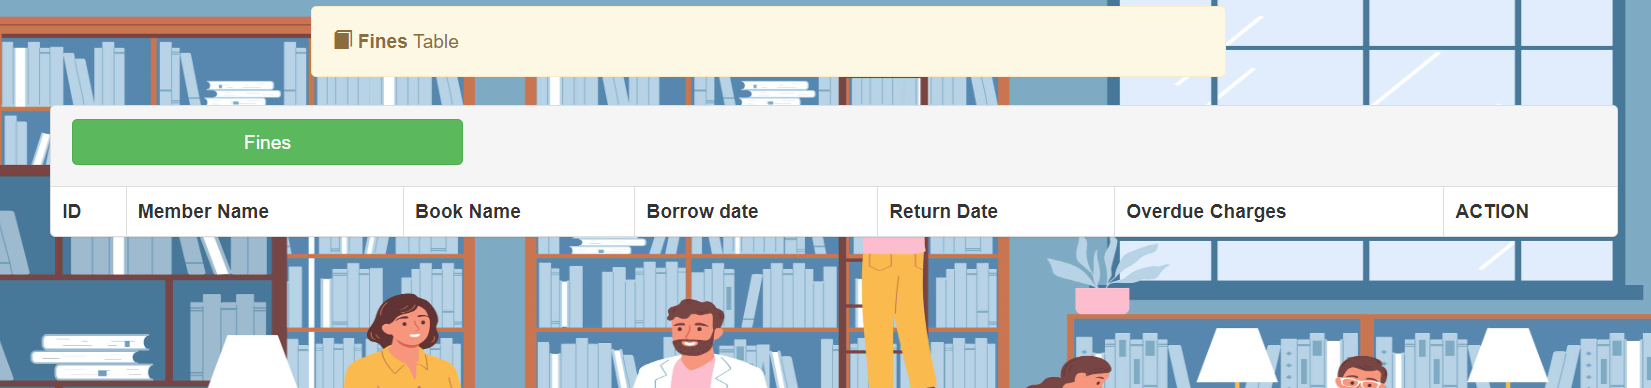 Fines Table
Fines
ID Member Name Book Name Borrow date Return Date Overdue Charges ACTION